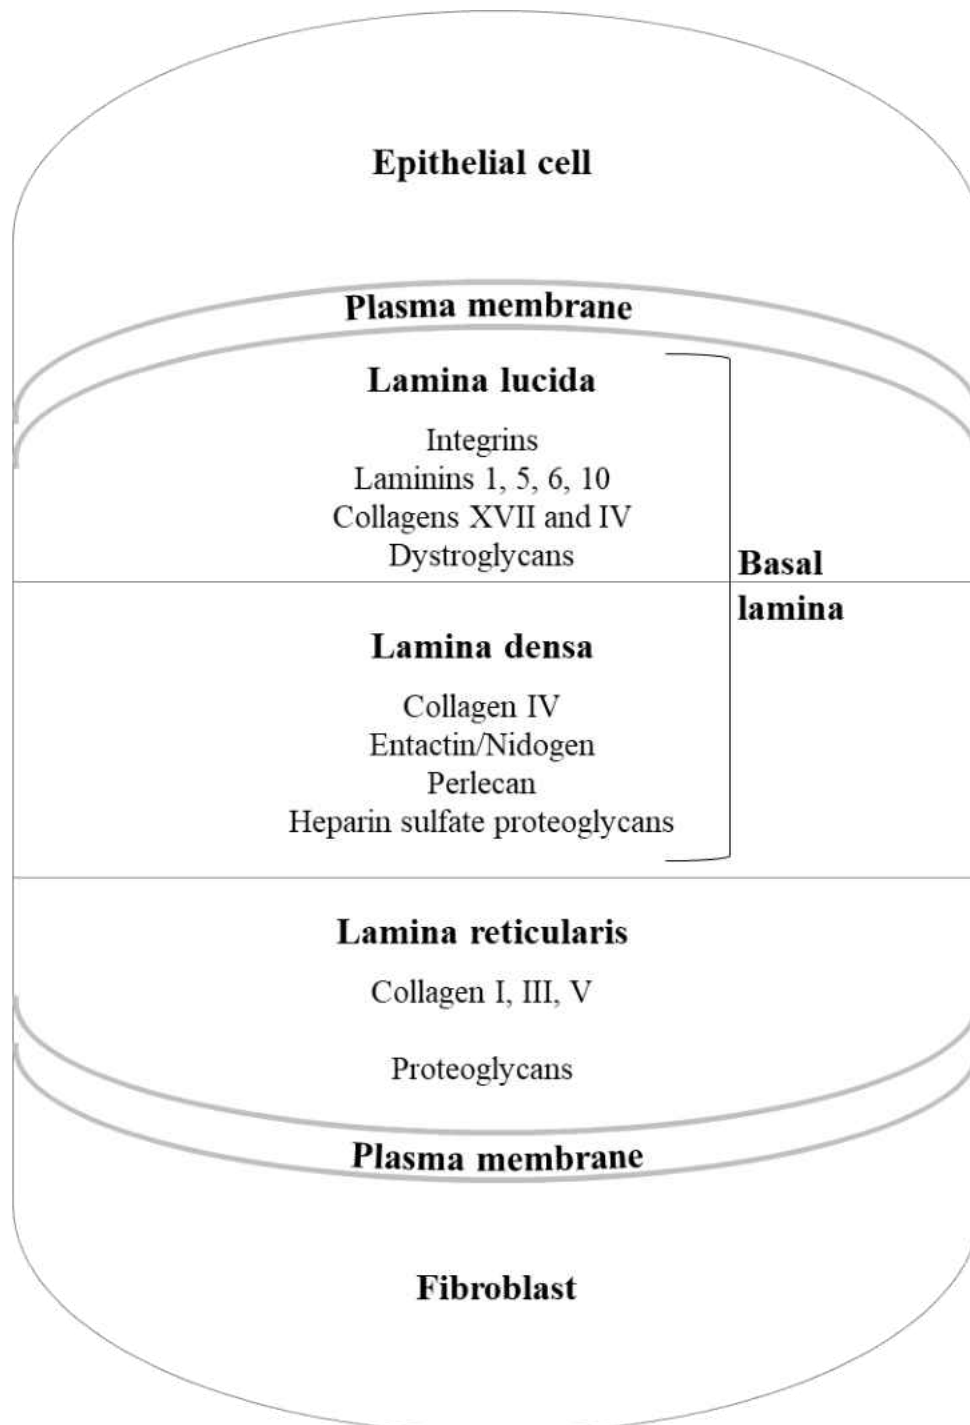 Epithelial cell
Plasma membrane
Lamina lucida
Integrins
Laminins 1, 5, 6, 10
Collagens XVII and IV
Dystroglycans
Basal
lamina
Lamina densa
Collagen IV
Entactin/Nidogen
Perlecan
Heparin sulfate proteoglycans
Lamina reticularis
Collagen I, III, V
Proteoglycans
Plasma membrane
Fibroblast